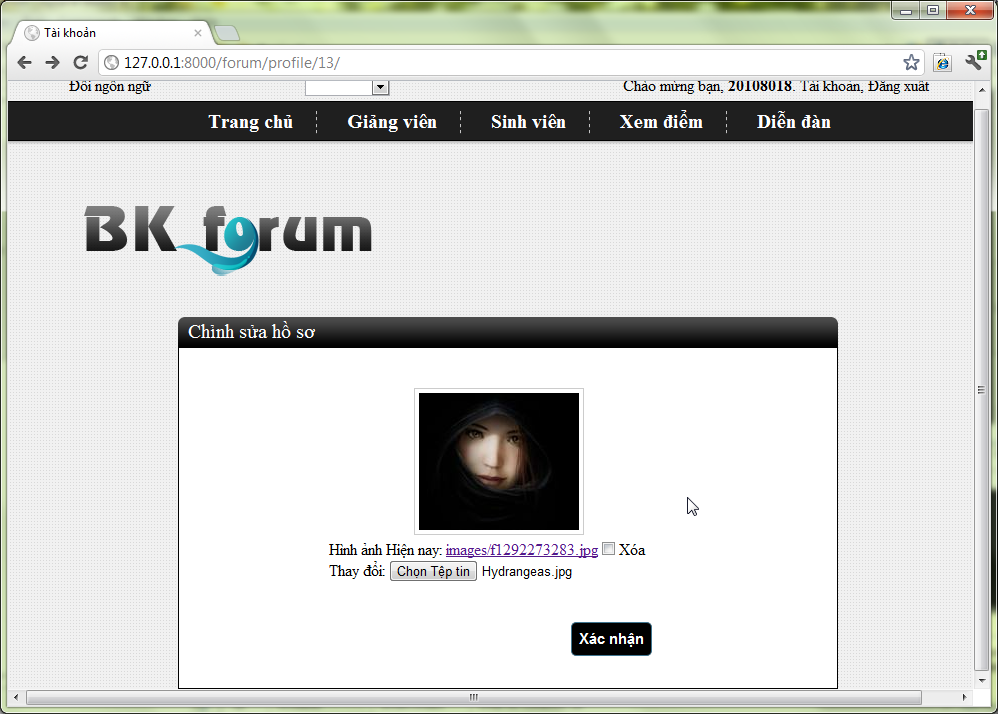 Tài khoản
127.0.0.1:8000/forum/profile/13/
Đổi ngôn ngữ
Chào mừng bạn, 20108018. Tài khoản, Đăng xuất
Trang chủ Giảng viên Sinh viên Xem điểm Diễn đàn
BK forum
Chỉnh sửa hồ sơ
Hình ảnh Hiện nay: images/f1292273283.jpg Xóa
Thay đổi: Chọn Tệp tin Hydrangeas.jpg
Xác nhận